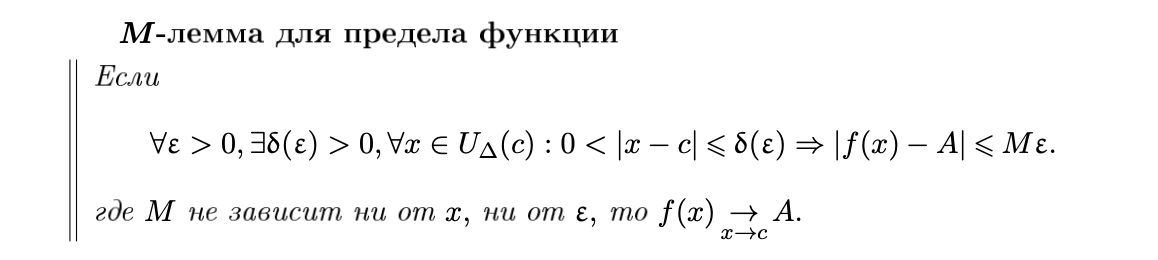 M-лемма для предела функции
Если
∀ε > 0, ∃δ(ε) > 0, ∀x ∈ U_Δ(c) : 0 < |x − c| ⩽ δ(ε) ⇒ |f(x) − A| ⩽ Mε.
где M не зависит ни от x, ни от ε, то f(x) →_{x→c} A.